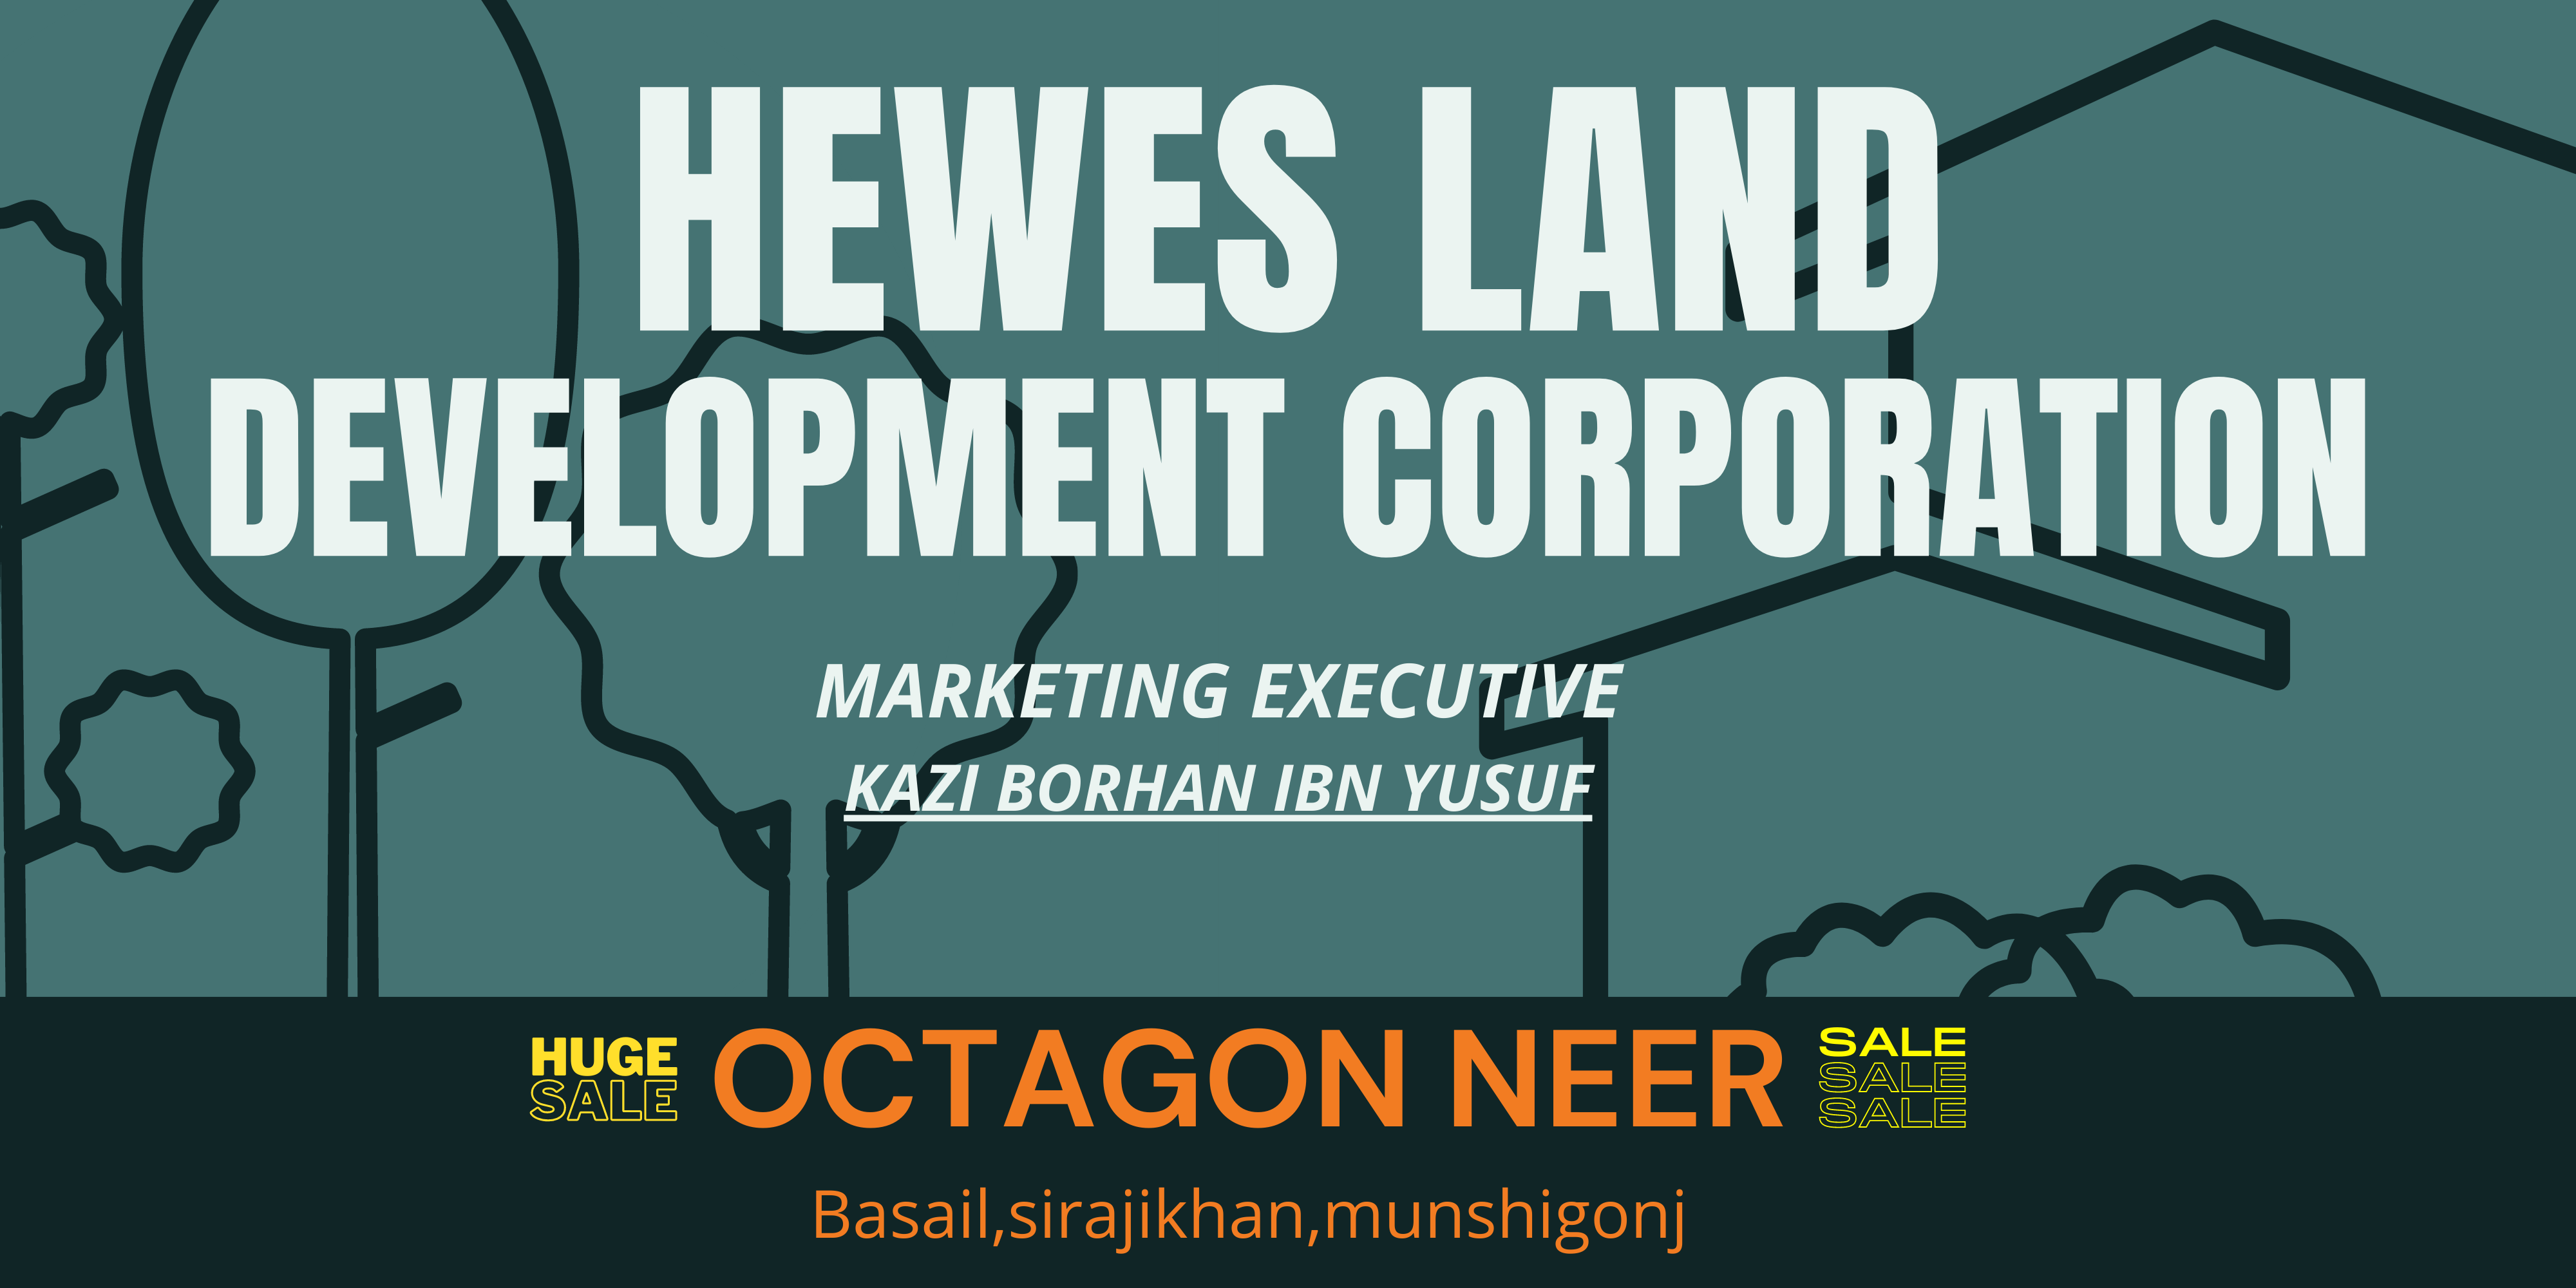 HEWES LAND
DEVELOPMENT CORPORATION
MARKETING EXECUTIVE
KAZI BORHAN IBN YUSUF
HUGE
SALE
OCTAGON NEER
SALE
SALE
SALE
Basail,sirajikhan,munshigonj